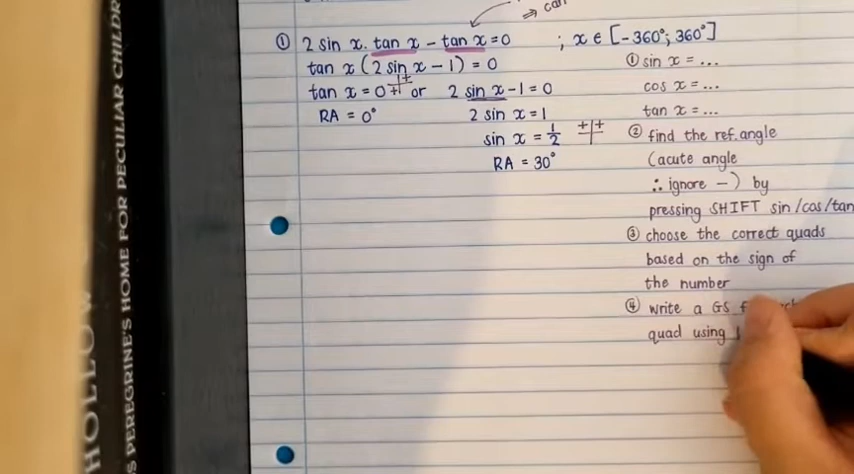 ⇒ can
① 2 sin x. tan x - tan x = 0 ; x ∈ [-360°; 360°]
tan x (2 sin x - 1) = 0
tan x = 0 or 2 sin x - 1 = 0
RA = 0° 2 sin x = 1
sin x = 1/2
RA = 30°
① sin x = ...
cos x = ...
tan x = ...
② find the ref. angle
(acute angle
∴ ignore -) by
pressing SHIFT sin/cos/tan
③ choose the correct quads
based on the sign of
the number
④ write a GS
quad using
HOLLOW
S PEREGRINE'S HOME FOR PECULIAR CHILDR